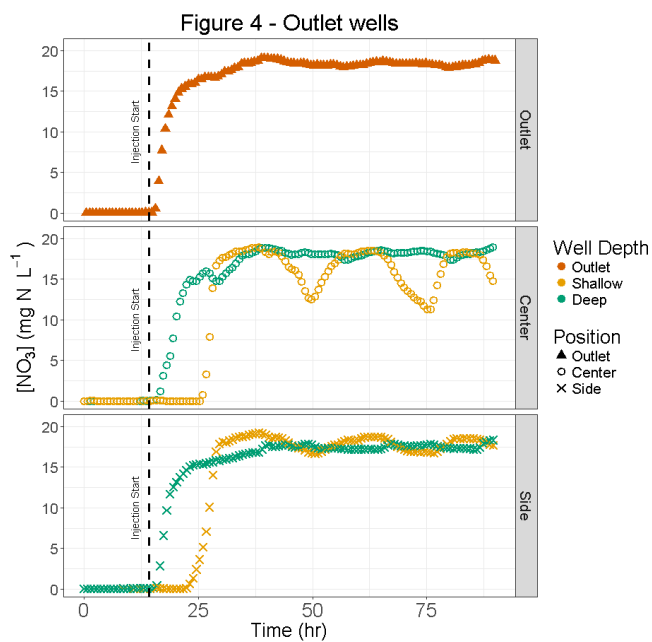 Figure 4 - Outlet wells
20
15
10
5
0
Injection Start
Outlet
20
15
10
5
0
Injection Start
Center
20
15
10
5
0
Injection Start
Side
[NO3] (mg N L−1)
0 25 50 75
Time (hr)
Well Depth
Outlet
Shallow
Deep
Position
Outlet
Center
Side